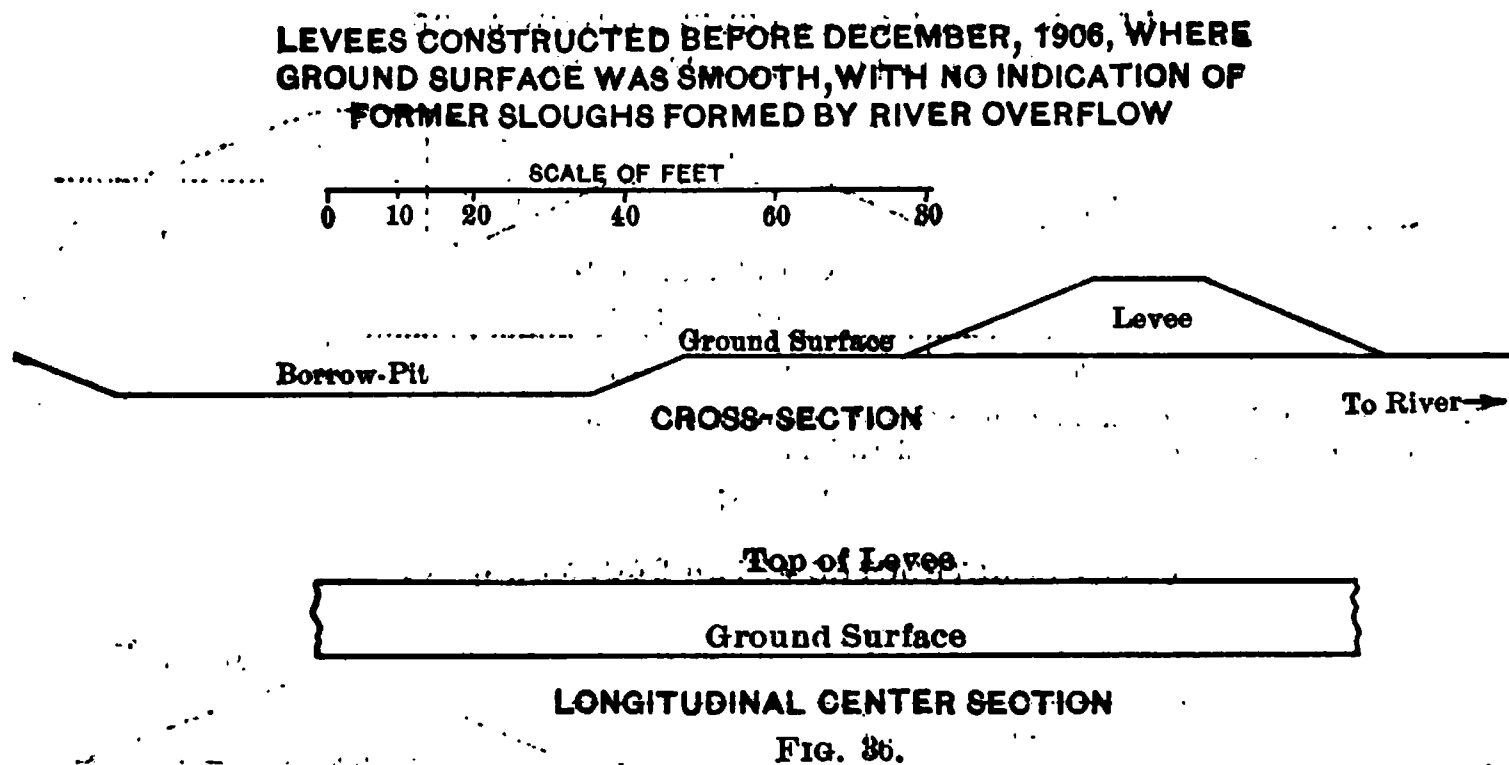 LEVEES CONSTRUCTED BEFORE DECEMBER, 1906, WHERE
GROUND SURFACE WAS SMOOTH, WITH NO INDICATION OF
FORMER SLOUGHS FORMED BY RIVER OVERFLOW
SCALE OF FEET
0 10 20 40 60 80
Levee
Ground Surface
Borrow-Pit
To River
CROSS-SECTION
Top of Levee
Ground Surface
LONGITUDINAL CENTER SECTION
FIG.